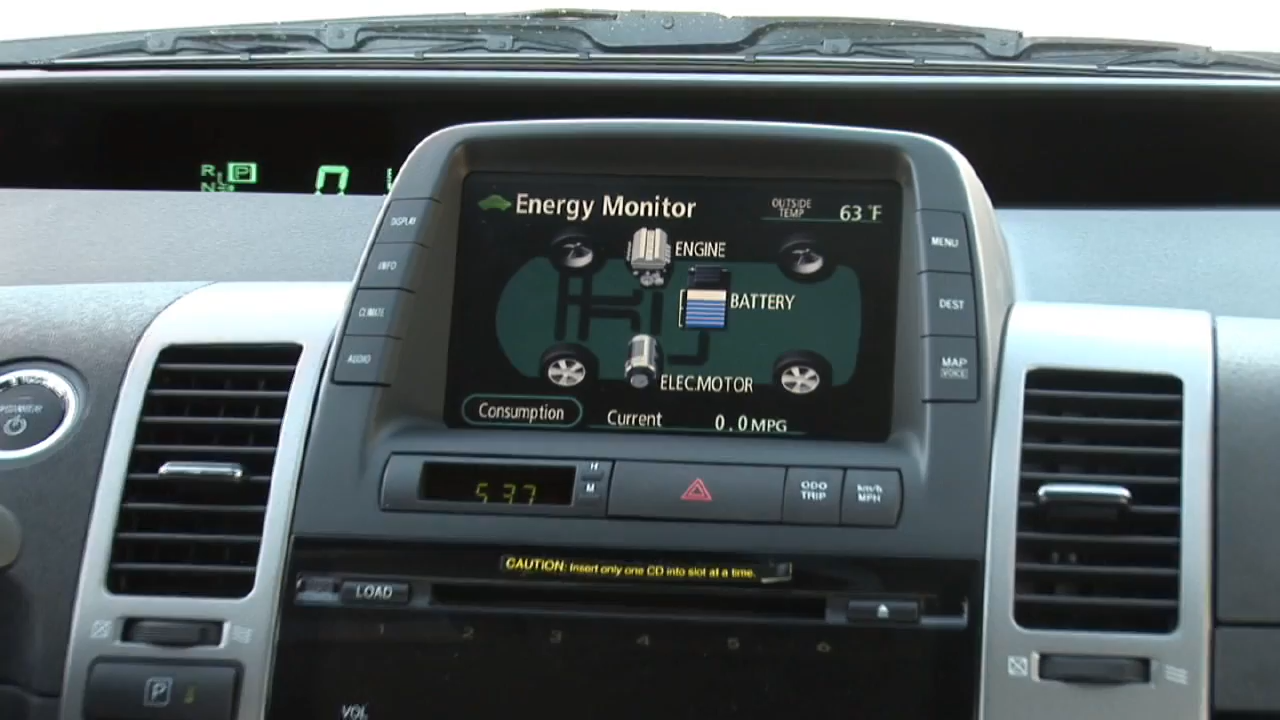 R P
N
0
DISPLAY
INFO
CLIMATE
AUDIO
Energy Monitor
OUTSIDE
TEMP
63°F
ENGINE
BATTERY
ELEC.MOTOR
Consumption
Current
0.0 MPG
MENU
DEST
MAP
VOICE
5 37
H
M
ODO
TRIP
km/h
MPH
CAUTION: Insert only one CD into slot at a time.
LOAD
1 2 3 4 5 6
P
VOL